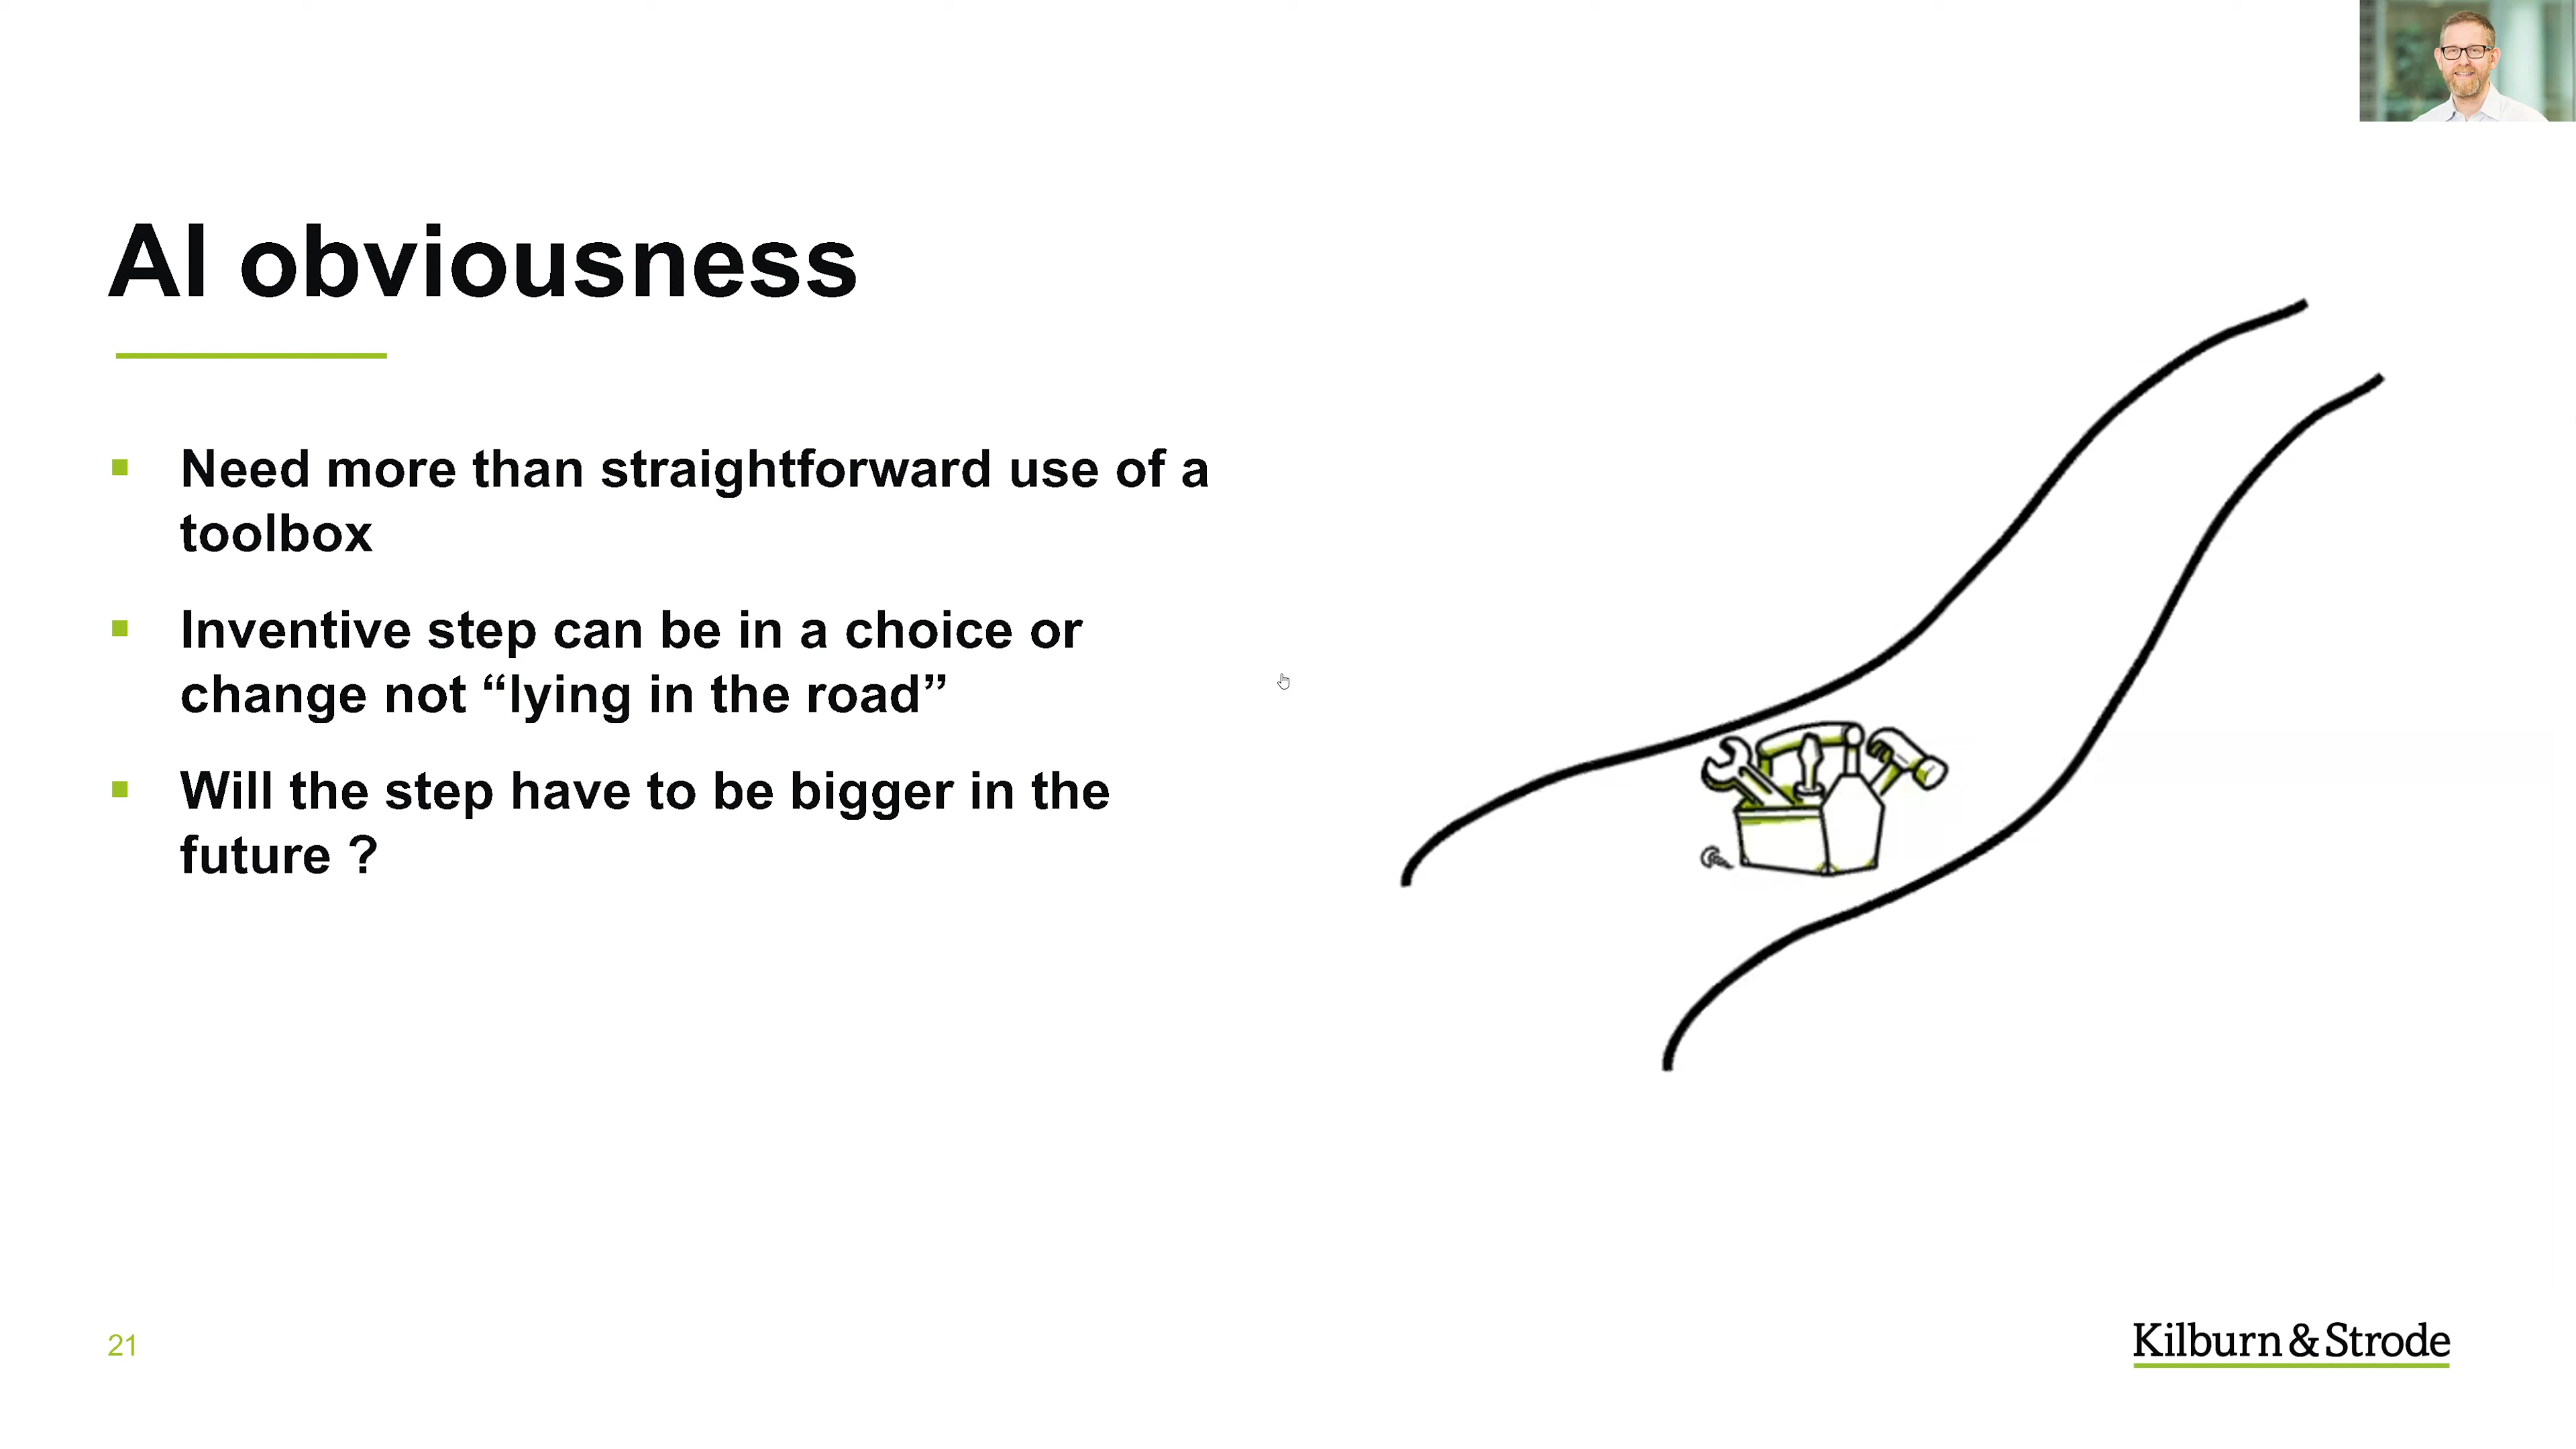 AI obviousness
Need more than straightforward use of a
toolbox
Inventive step can be in a choice or
change not “lying in the road”
Will the step have to be bigger in the
future ?
21
Kilburn & Strode